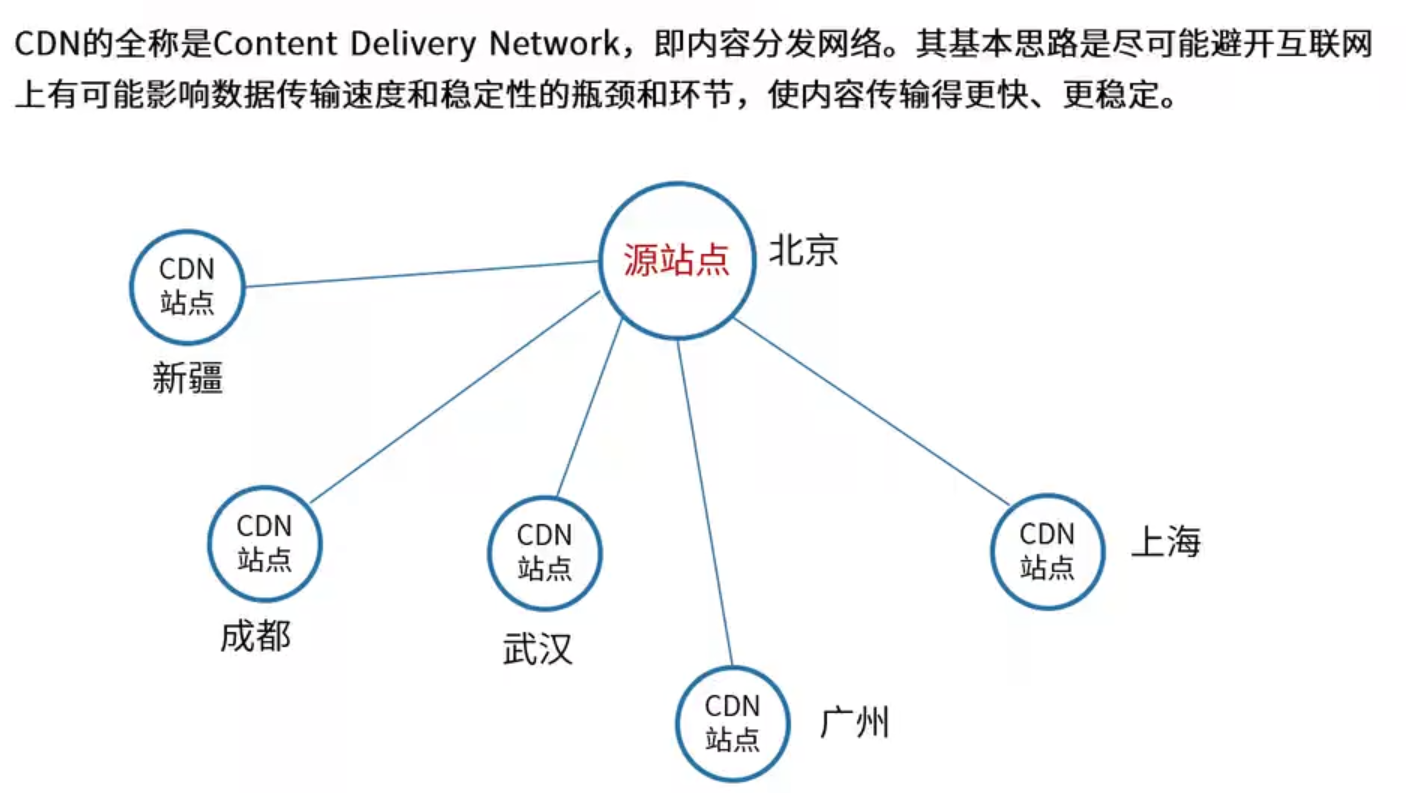 CDN的全称是Content Delivery Network，即内容分发网络。其基本思路是尽可能避开互联网
上有可能影响数据传输速度和稳定性的瓶颈和环节，使内容传输得更快、更稳定。
源站点
北京
CDN
站点
新疆
CDN
站点
成都
CDN
站点
武汉
CDN
站点
广州
CDN
站点
上海